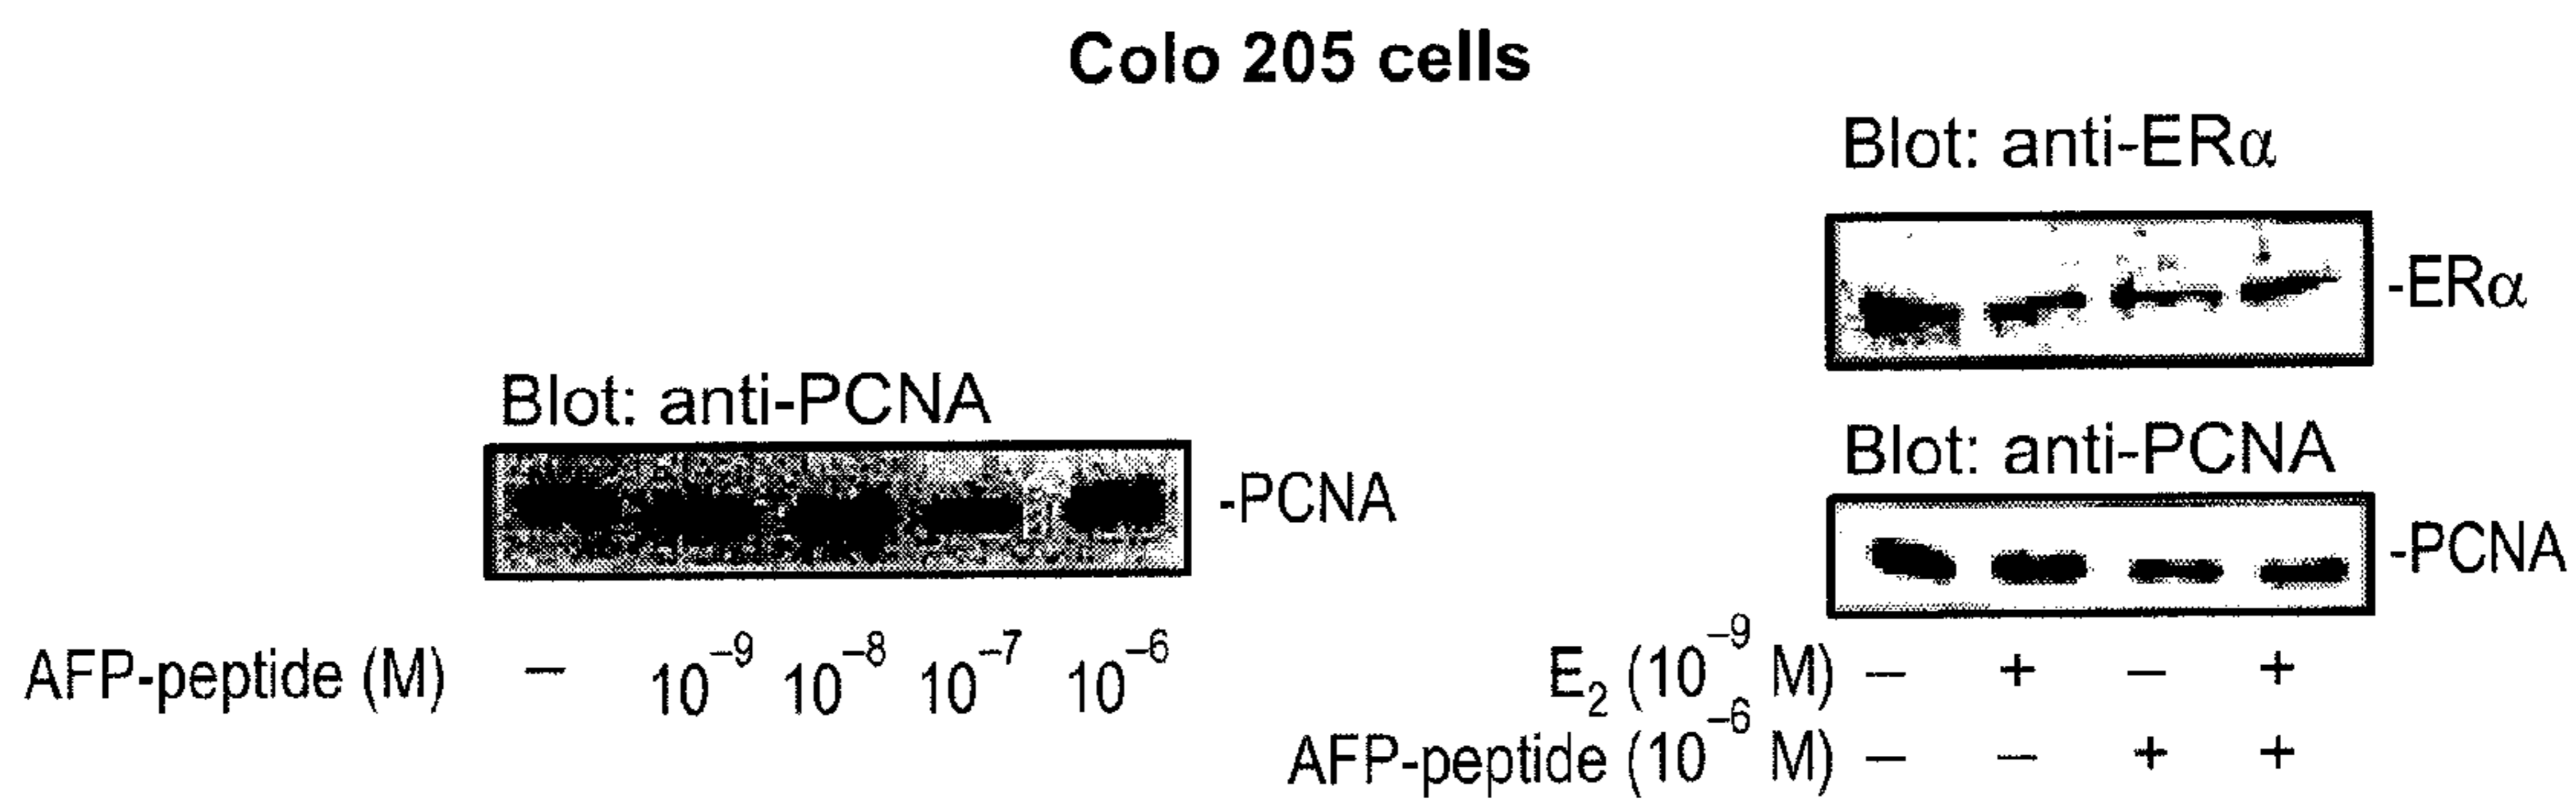 Colo 205 cells
Blot: anti-ERα
-ERα
Blot: anti-PCNA
-PCNA
AFP-peptide (M) – 10⁻⁹ 10⁻⁸ 10⁻⁷ 10⁻⁶
Blot: anti-PCNA
-PCNA
E₂ (10⁻⁹ M) – + – +
AFP-peptide (10⁻⁶ M) – – + +